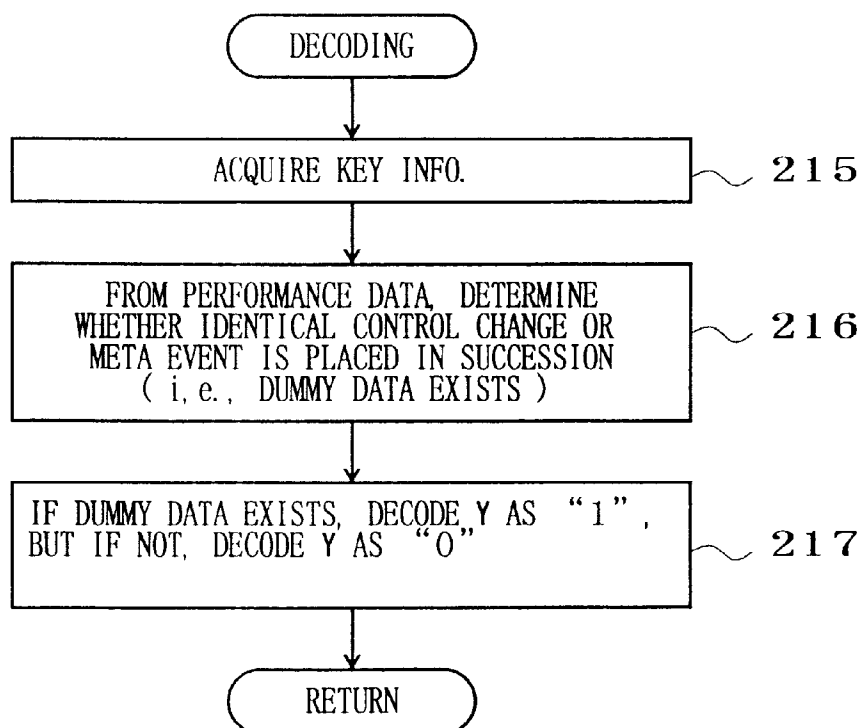 DECODING
ACQUIRE KEY INFO.
215
FROM PERFORMANCE DATA, DETERMINE
WHETHER IDENTICAL CONTROL CHANGE OR
META EVENT IS PLACED IN SUCCESSION
( i, e., DUMMY DATA EXISTS )
216
IF DUMMY DATA EXISTS, DECODE Y AS “1”,
BUT IF NOT, DECODE Y AS “0”
217
RETURN